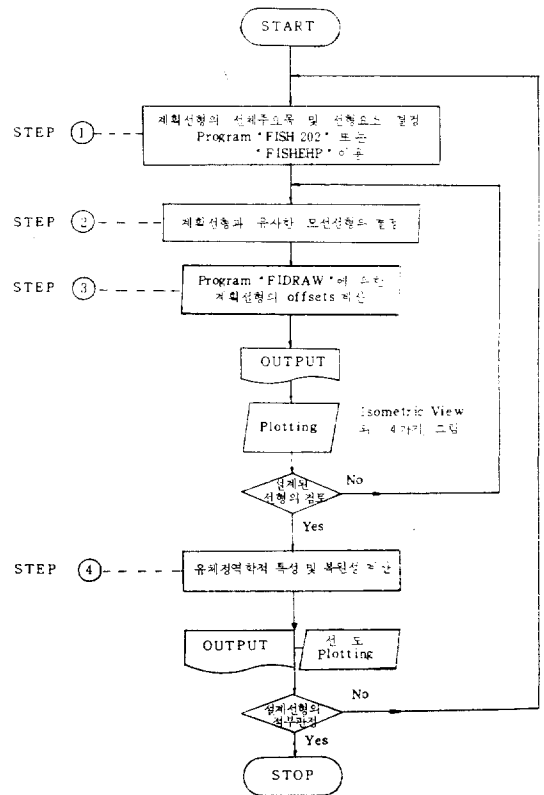 START
STEP ① 계획선형의 선체주요목 및 선형요소 결정
Program "FISH 202" 또는
"FISHEHP" 이용
STEP ② 계획선형과 유사한 모선선형의 결정
STEP ③ Program "FIDRAW"에 의한
계획선형의 offsets 계산
OUTPUT
Plotting
Isometric View
외 4가지 그림
설계된
선형의 검토
No
Yes
STEP ④ 유체정역학적 특성 및 복원성 계산
OUTPUT
선도
Plotting
설계선형의
적부판정
No
Yes
STOP